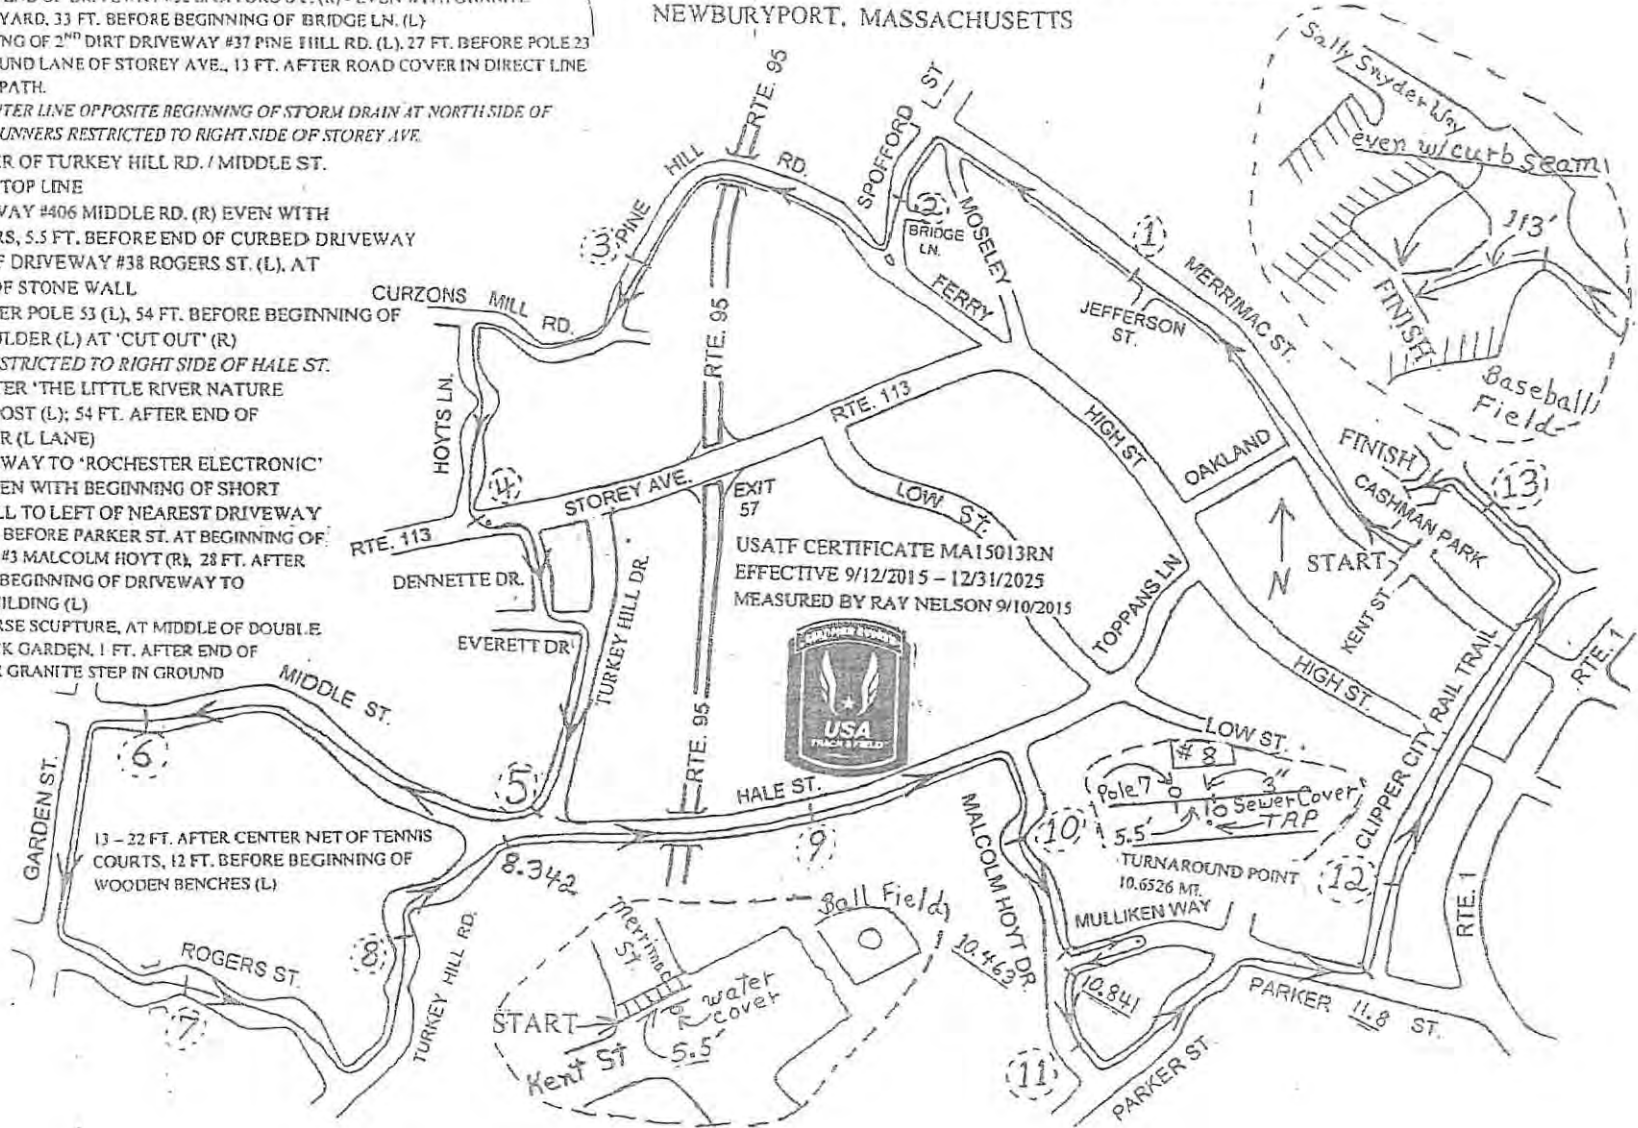 NEWBURYPORT, MASSACHUSETTS
YARD, 33 FT. BEFORE BEGINNING OF BRIDGE LN. (L)
NG OF 2ND DIRT DRIVEWAY #37 PINE HILL RD. (L), 27 FT. BEFORE POLE 23
UND LANE OF STOREY AVE., 13 FT. AFTER ROAD COVER IN DIRECT LINE
PATH.
TER LINE OPPOSITE BEGINNING OF STORM DRAIN AT NORTH SIDE OF
UNNERS RESTRICTED TO RIGHT SIDE OF STOREY AVE.
R OF TURKEY HILL RD. / MIDDLE ST.
TOP LINE
WAY #406 MIDDLE RD. (R) EVEN WITH
RS, 5.5 FT. BEFORE END OF CURBED DRIVEWAY
F DRIVEWAY #38 ROGERS ST. (L), AT
OF STONE WALL
ER POLE 53 (L), 54 FT. BEFORE BEGINNING OF
ULDER (L) AT 'CUT OUT' (R)
STRICTED TO RIGHT SIDE OF HALE ST.
TER 'THE LITTLE RIVER NATURE
OST (L); 54 FT. AFTER END OF
R (L LANE)
WAY TO 'ROCHESTER ELECTRONIC'
EN WITH BEGINNING OF SHORT
LL TO LEFT OF NEAREST DRIVEWAY
BEFORE PARKER ST. AT BEGINNING OF
#3 MALCOLM HOYT (R), 28 FT. AFTER
BEGINNING OF DRIVEWAY TO
ILDING (L)
RSE SCUPTURE, AT MIDDLE OF DOUBLE
K GARDEN, 1 FT. AFTER END OF
GRANITE STEP IN GROUND
Sally Snyder Way
even w/curb seam
113'
FINISH
Baseball
Field
RTE. 95
SPOFFORD ST
PINE HILL RD.
3
2
BRIDGE
LN.
MOSELEY
FERRY
1
MERRIMAC ST.
JEFFERSON
ST.
CURZONS MILL RD.
RTE. 95
HOYTS LN.
RTE. 113
HIGH ST
OAKLAND
FINISH
CASHMAN PARK
13
4
STOREY AVE.
EXIT
57
LOW St.
RTE. 113
N
START
KENT ST.
DENNETTE DR.
EVERETT DR
TURKEY HILL DR.
USATF CERTIFICATE MA15013RN
EFFECTIVE 9/12/2015 – 12/31/2025
MEASURED BY RAY NELSON 9/10/2015
TOPPANS LN
USA
TRACK & FIELD
HIGH ST.
CLIPPER CITY RAIL TRAIL
RTE. 1
MIDDLE ST.
6
5
RTE. 95
HALE ST.
9
LOW ST.
# 8
Pole 7
3"
Sewer Cover
TAP
5.5'
TURNAROUND POINT
10.6526 MI.
GARDEN ST.
13 – 22 FT. AFTER CENTER NET OF TENNIS
COURTS, 12 FT. BEFORE BEGINNING OF
WOODEN BENCHES (L)
8.342
MALCOLM HOYT DR
10
12
MULLIKEN WAY
RTE. 1
ROGERS ST.
7
8
TURKEY HILL RD.
Merrimac
St.
Ball Field
water
cover
START
5.5'
Kent St
10.463
10.841
11
PARKER 11.8 ST.
PARKER ST.